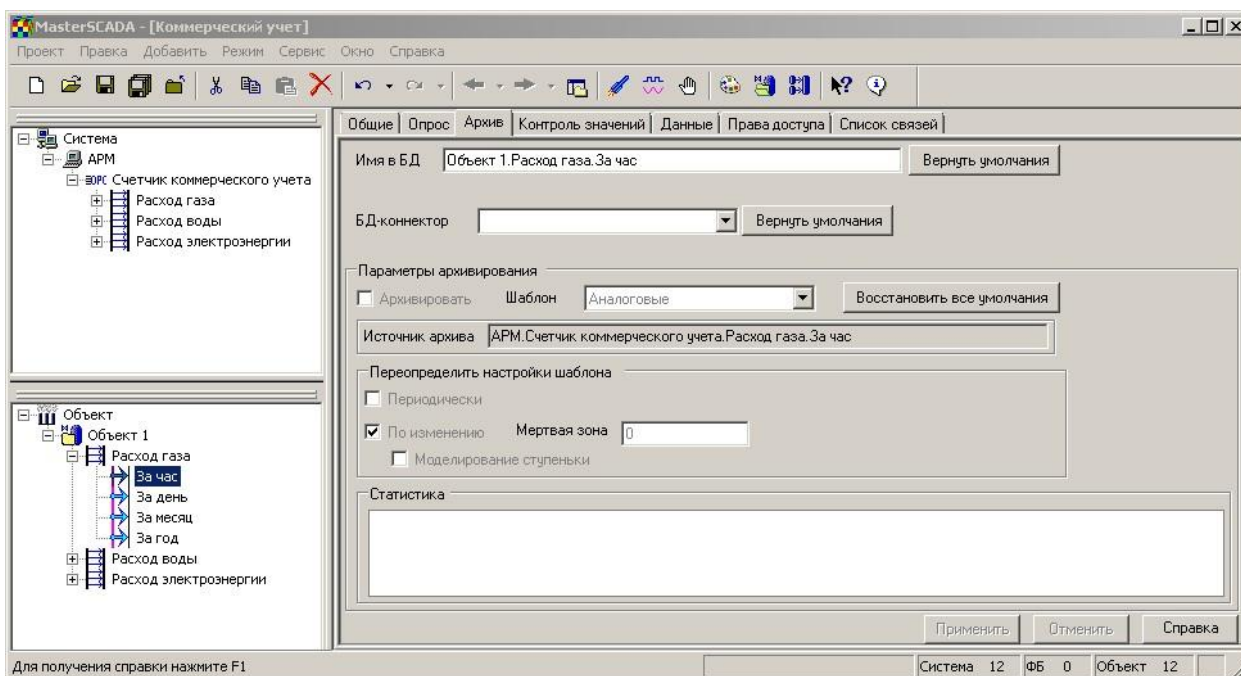 MasterSCADA - [Коммерческий учет]
Проект Правка Добавить Режим Сервис Окно Справка
Система
АРМ
OPC Счетчик коммерческого учета
Расход газа
Расход воды
Расход электроэнергии
Объект
Объект 1
Расход газа
За час
За день
За месяц
За год
Расход воды
Расход электроэнергии
Общие Опрос Архив Контроль значений Данные Права доступа Список связей
Имя в БД Объект 1.Расход газа.За час Вернуть умолчания
БД-коннектор Вернуть умолчания
Параметры архивирования
Архивировать Шаблон Аналоговые Восстановить все умолчания
Источник архива АРМ.Счетчик коммерческого учета.Расход газа.За час
Переопределить настройки шаблона
Периодически
По изменению Мертвая зона 0
Моделирование ступеньки
Статистика
Применить Отменить Справка
Для получения справки нажмите F1 Система 12 ФБ 0 Объект 12